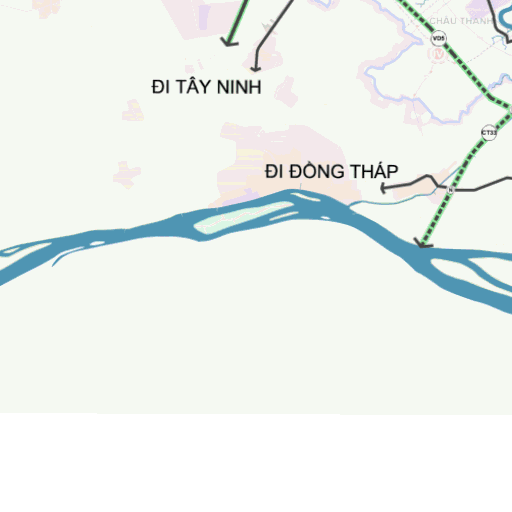 CHÂU THÀNH
VĐ5
ĐI TÂY NINH
CT33
ĐI ĐỒNG THÁP
N